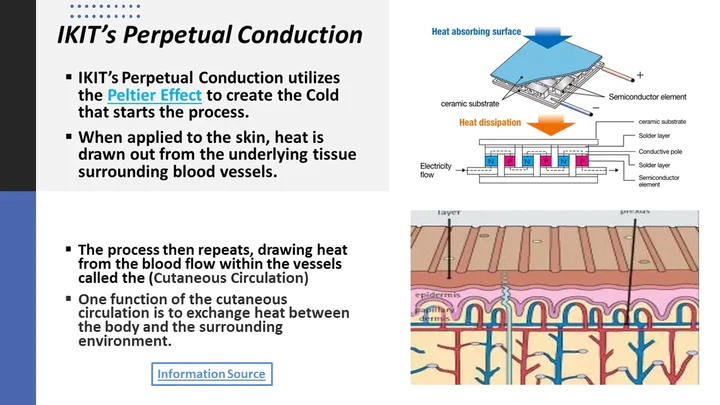 IKIT's Perpetual Conduction
▪ IKIT's Perpetual Conduction utilizes
the Peltier Effect to create the Cold
that starts the process.
▪ When applied to the skin, heat is
drawn out from the underlying tissue
surrounding blood vessels.
▪ The process then repeats, drawing heat
from the blood flow within the vessels
called the (Cutaneous Circulation)
▪ One function of the cutaneous
circulation is to exchange heat between
the body and the surrounding
environment.
Information Source
Heat absorbing surface
+
Semiconductor element
ceramic substrate
−
Heat dissipation
ceramic substrate
Solder layer
Conductive pole
Solder layer
Semiconductor
element
Electricity
flow
N P N P N P
layer
plexus
epidermis
papillary
dermis